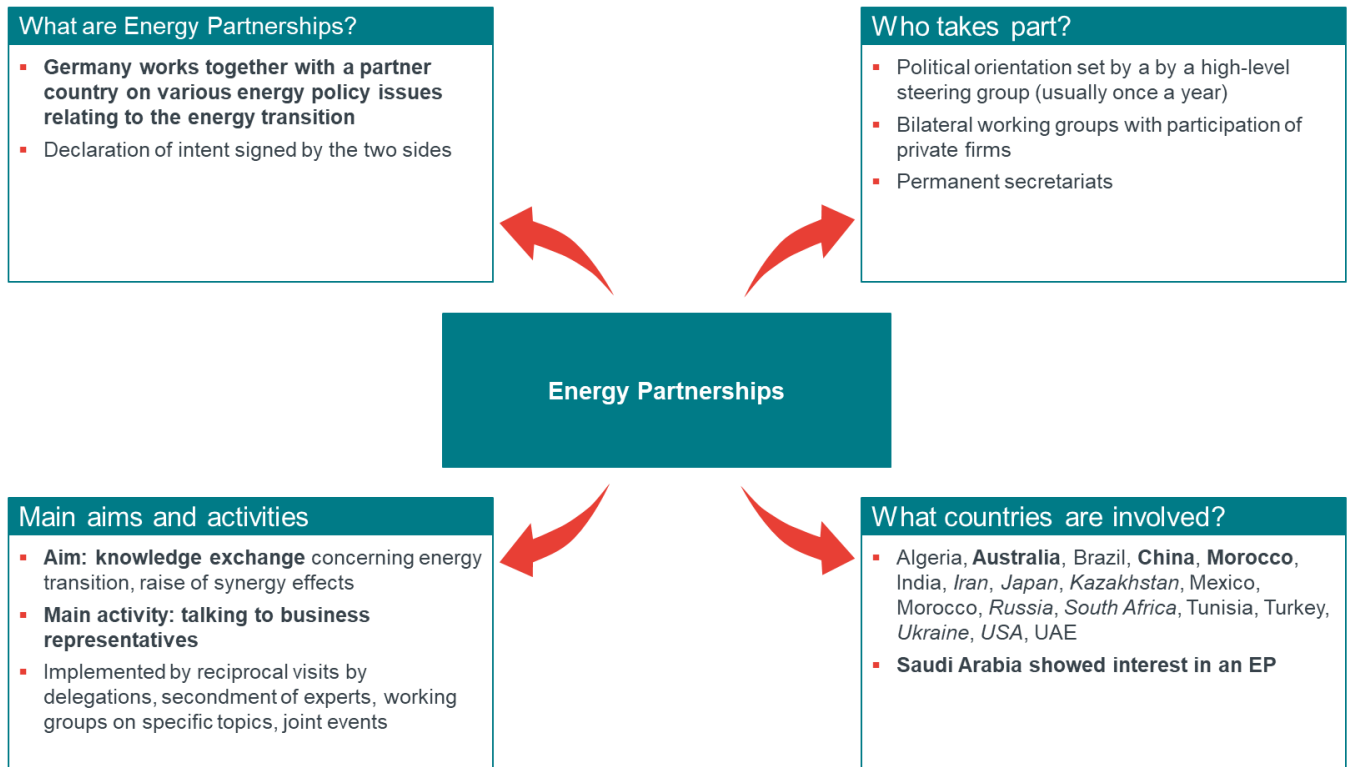 What are Energy Partnerships?
Germany works together with a partner
country on various energy policy issues
relating to the energy transition
Declaration of intent signed by the two sides
Who takes part?
Political orientation set by a by a high-level
steering group (usually once a year)
Bilateral working groups with participation of
private firms
Permanent secretariats
Energy Partnerships
Main aims and activities
Aim: knowledge exchange concerning energy
transition, raise of synergy effects
Main activity: talking to business
representatives
Implemented by reciprocal visits by
delegations, secondment of experts, working
groups on specific topics, joint events
What countries are involved?
Algeria, Australia, Brazil, China, Morocco,
India, Iran, Japan, Kazakhstan, Mexico,
Morocco, Russia, South Africa, Tunisia, Turkey,
Ukraine, USA, UAE
Saudi Arabia showed interest in an EP